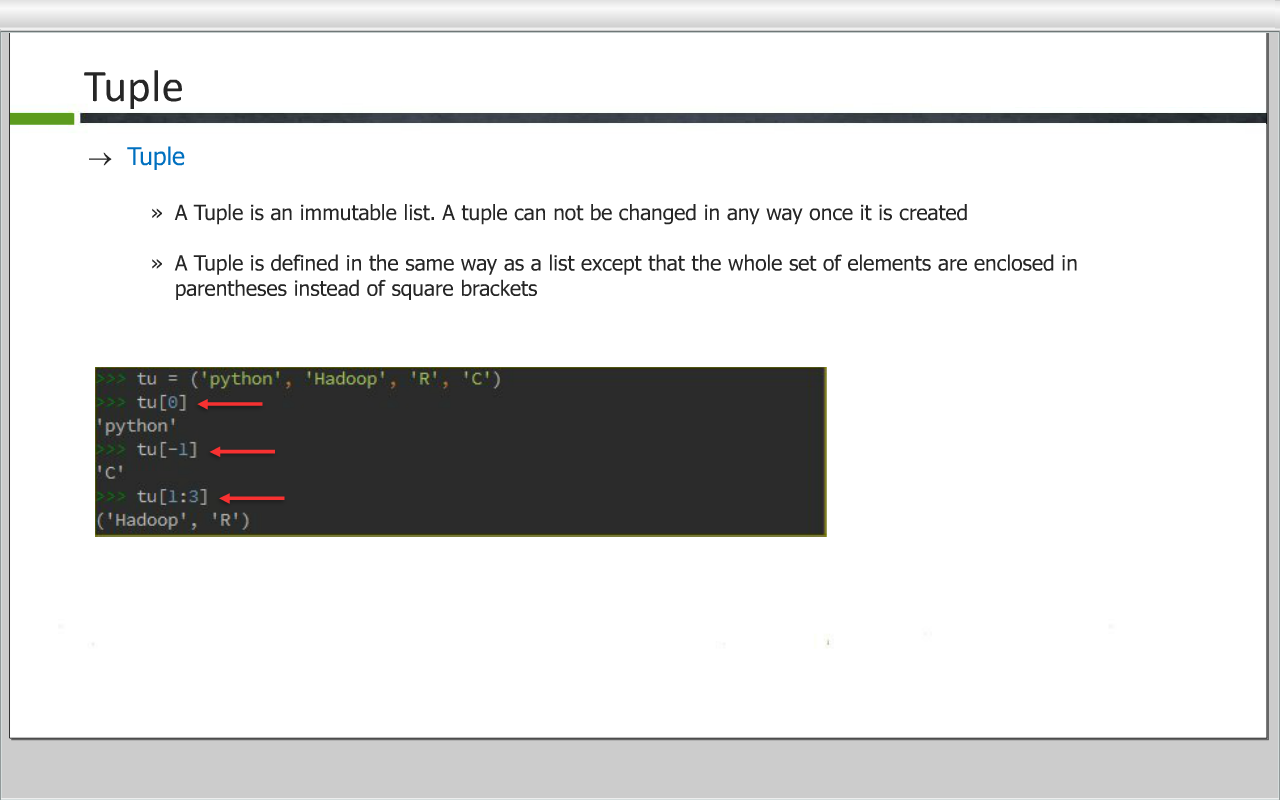 Tuple
→ Tuple
» A Tuple is an immutable list. A tuple can not be changed in any way once it is created
» A Tuple is defined in the same way as a list except that the whole set of elements are enclosed in
parentheses instead of square brackets
>>> tu = ('python', 'Hadoop', 'R', 'C')
>>> tu[0]
'python'
>>> tu[-1]
'C'
>>> tu[1:3]
('Hadoop', 'R')